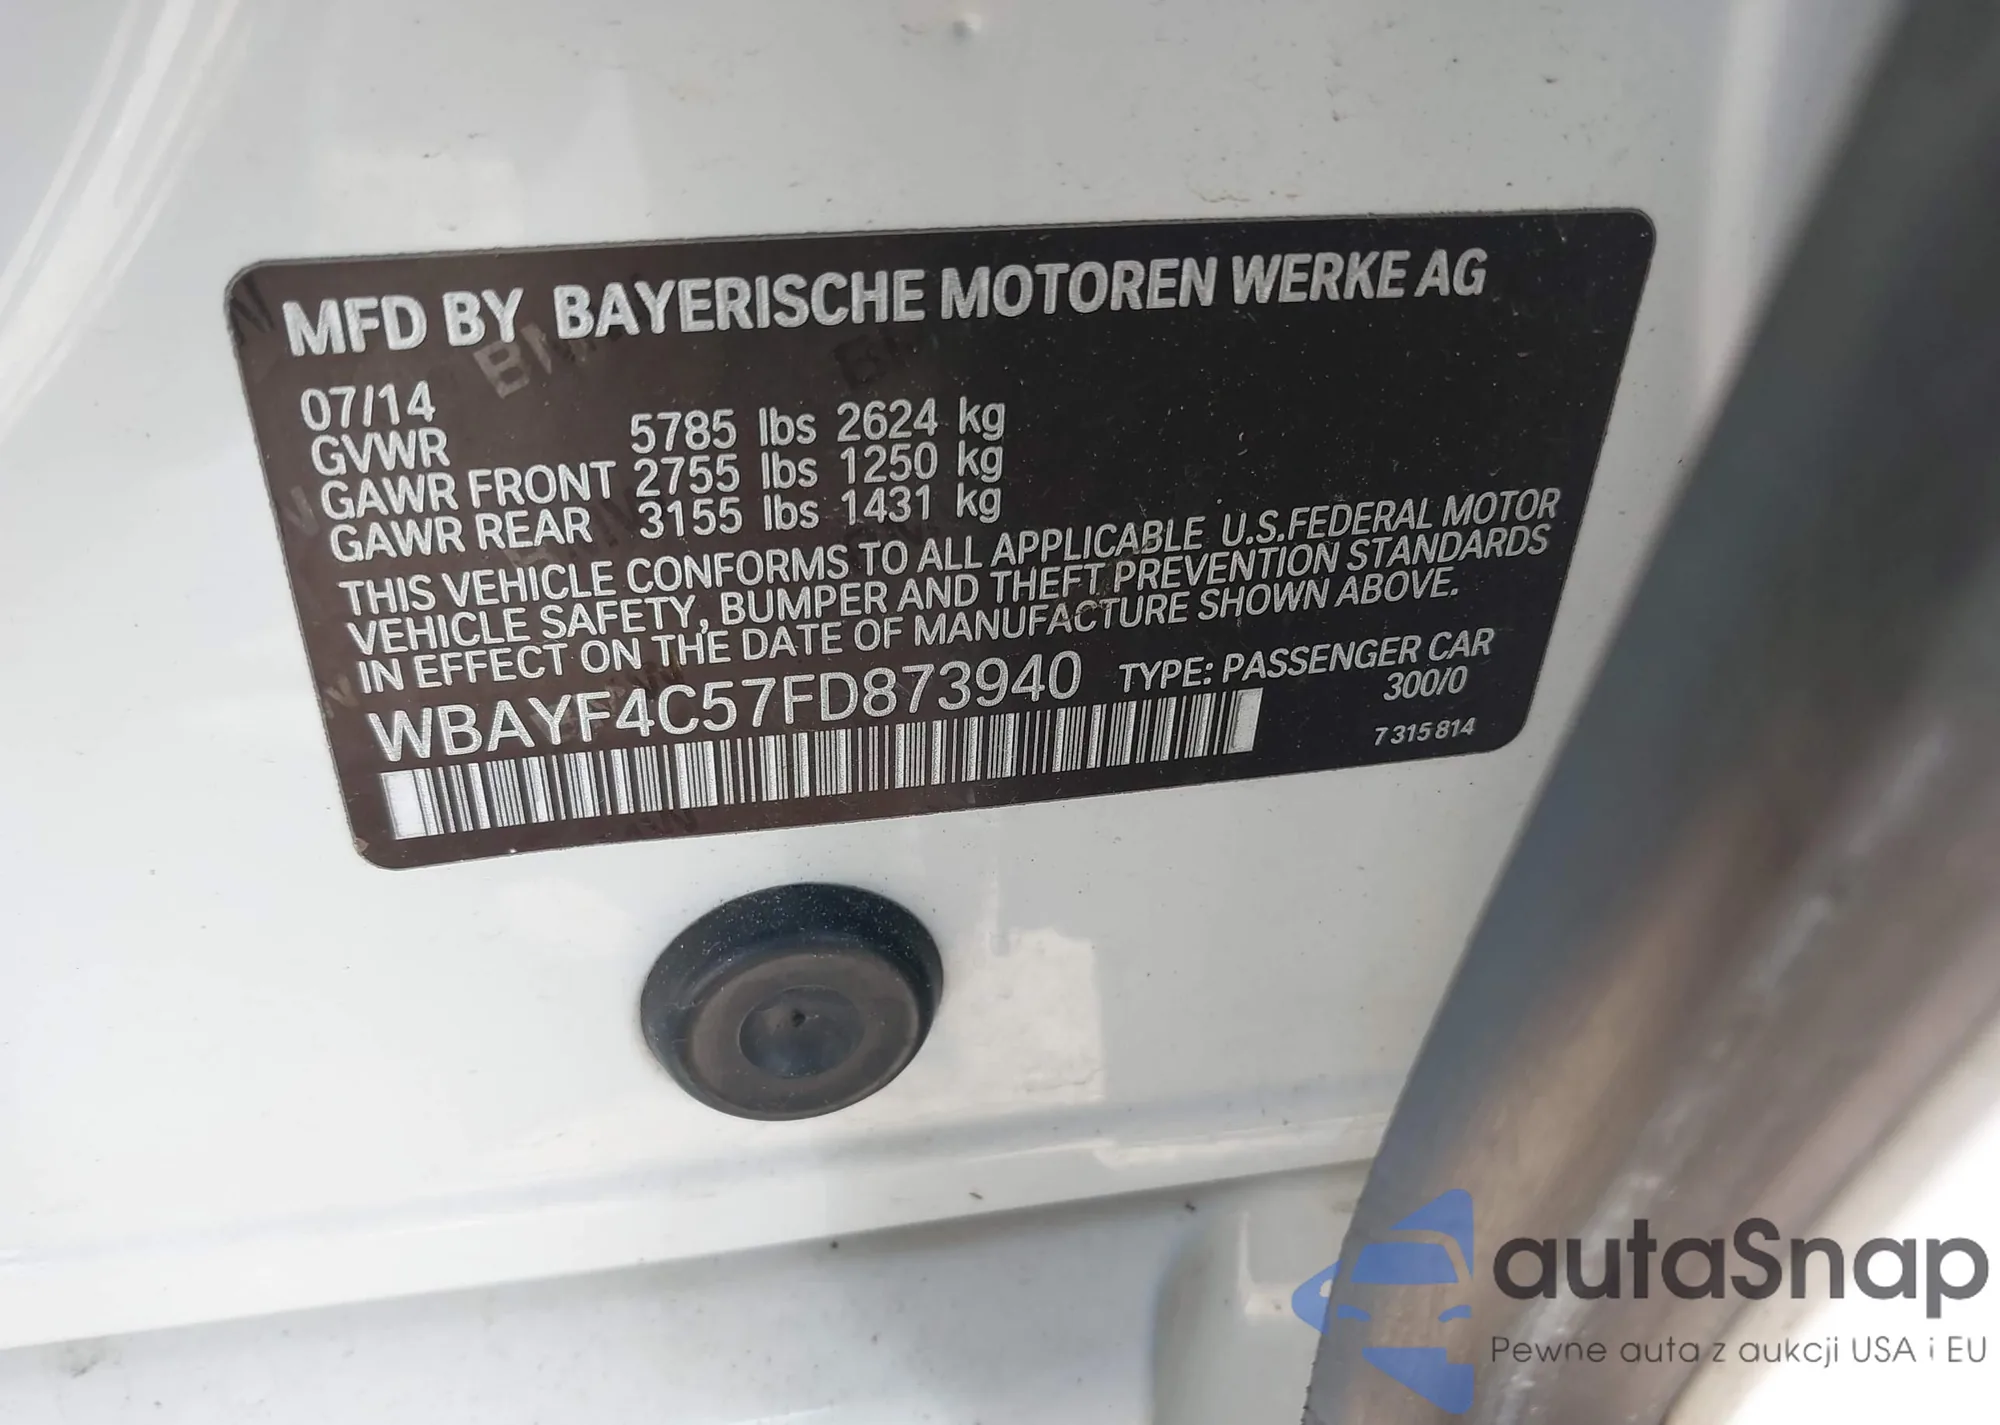 MFD BY BAYERISCHE MOTOREN WERKE AG
07/14
GVWR 5785 lbs 2624 kg
GAWR FRONT 2755 lbs 1250 kg
GAWR REAR 3155 lbs 1431 kg
THIS VEHICLE CONFORMS TO ALL APPLICABLE U.S.FEDERAL MOTOR
VEHICLE SAFETY, BUMPER AND THEFT PREVENTION STANDARDS
IN EFFECT ON THE DATE OF MANUFACTURE SHOWN ABOVE.
WBAYF4C57FD873940 TYPE: PASSENGER CAR
300/0
7 315 814
autaSnap
Pewne auta z aukcji USA i EU